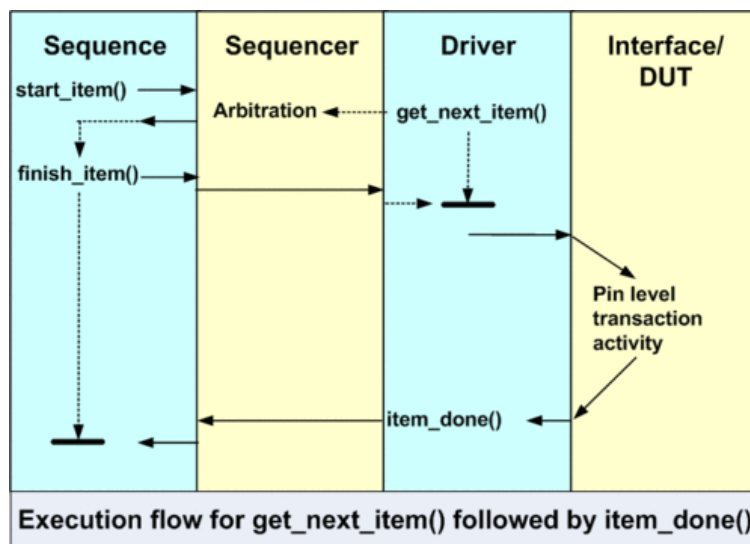 Sequence
Sequencer
Driver
Interface/
DUT
start_item()
Arbitration
get_next_item()
finish_item()
Pin level
transaction
activity
item_done()
Execution flow for get_next_item() followed by item_done()